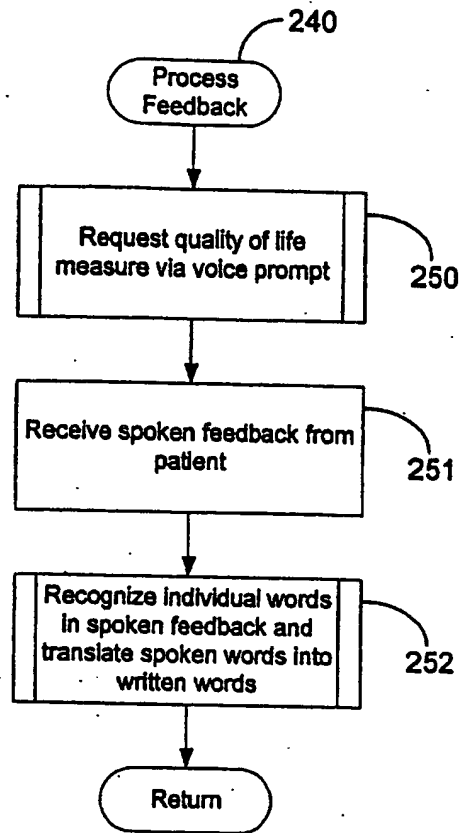 240
Process
Feedback
Request quality of life
measure via voice prompt
250
Receive spoken feedback from
patient
251
Recognize individual words
in spoken feedback and
translate spoken words into
written words
252
Return